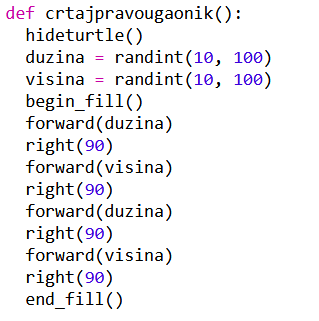 def crtajpravougaonik():
hideturtle()
duzina = randint(10, 100)
visina = randint(10, 100)
begin_fill()
forward(duzina)
right(90)
forward(visina)
right(90)
forward(duzina)
right(90)
forward(visina)
right(90)
end_fill()